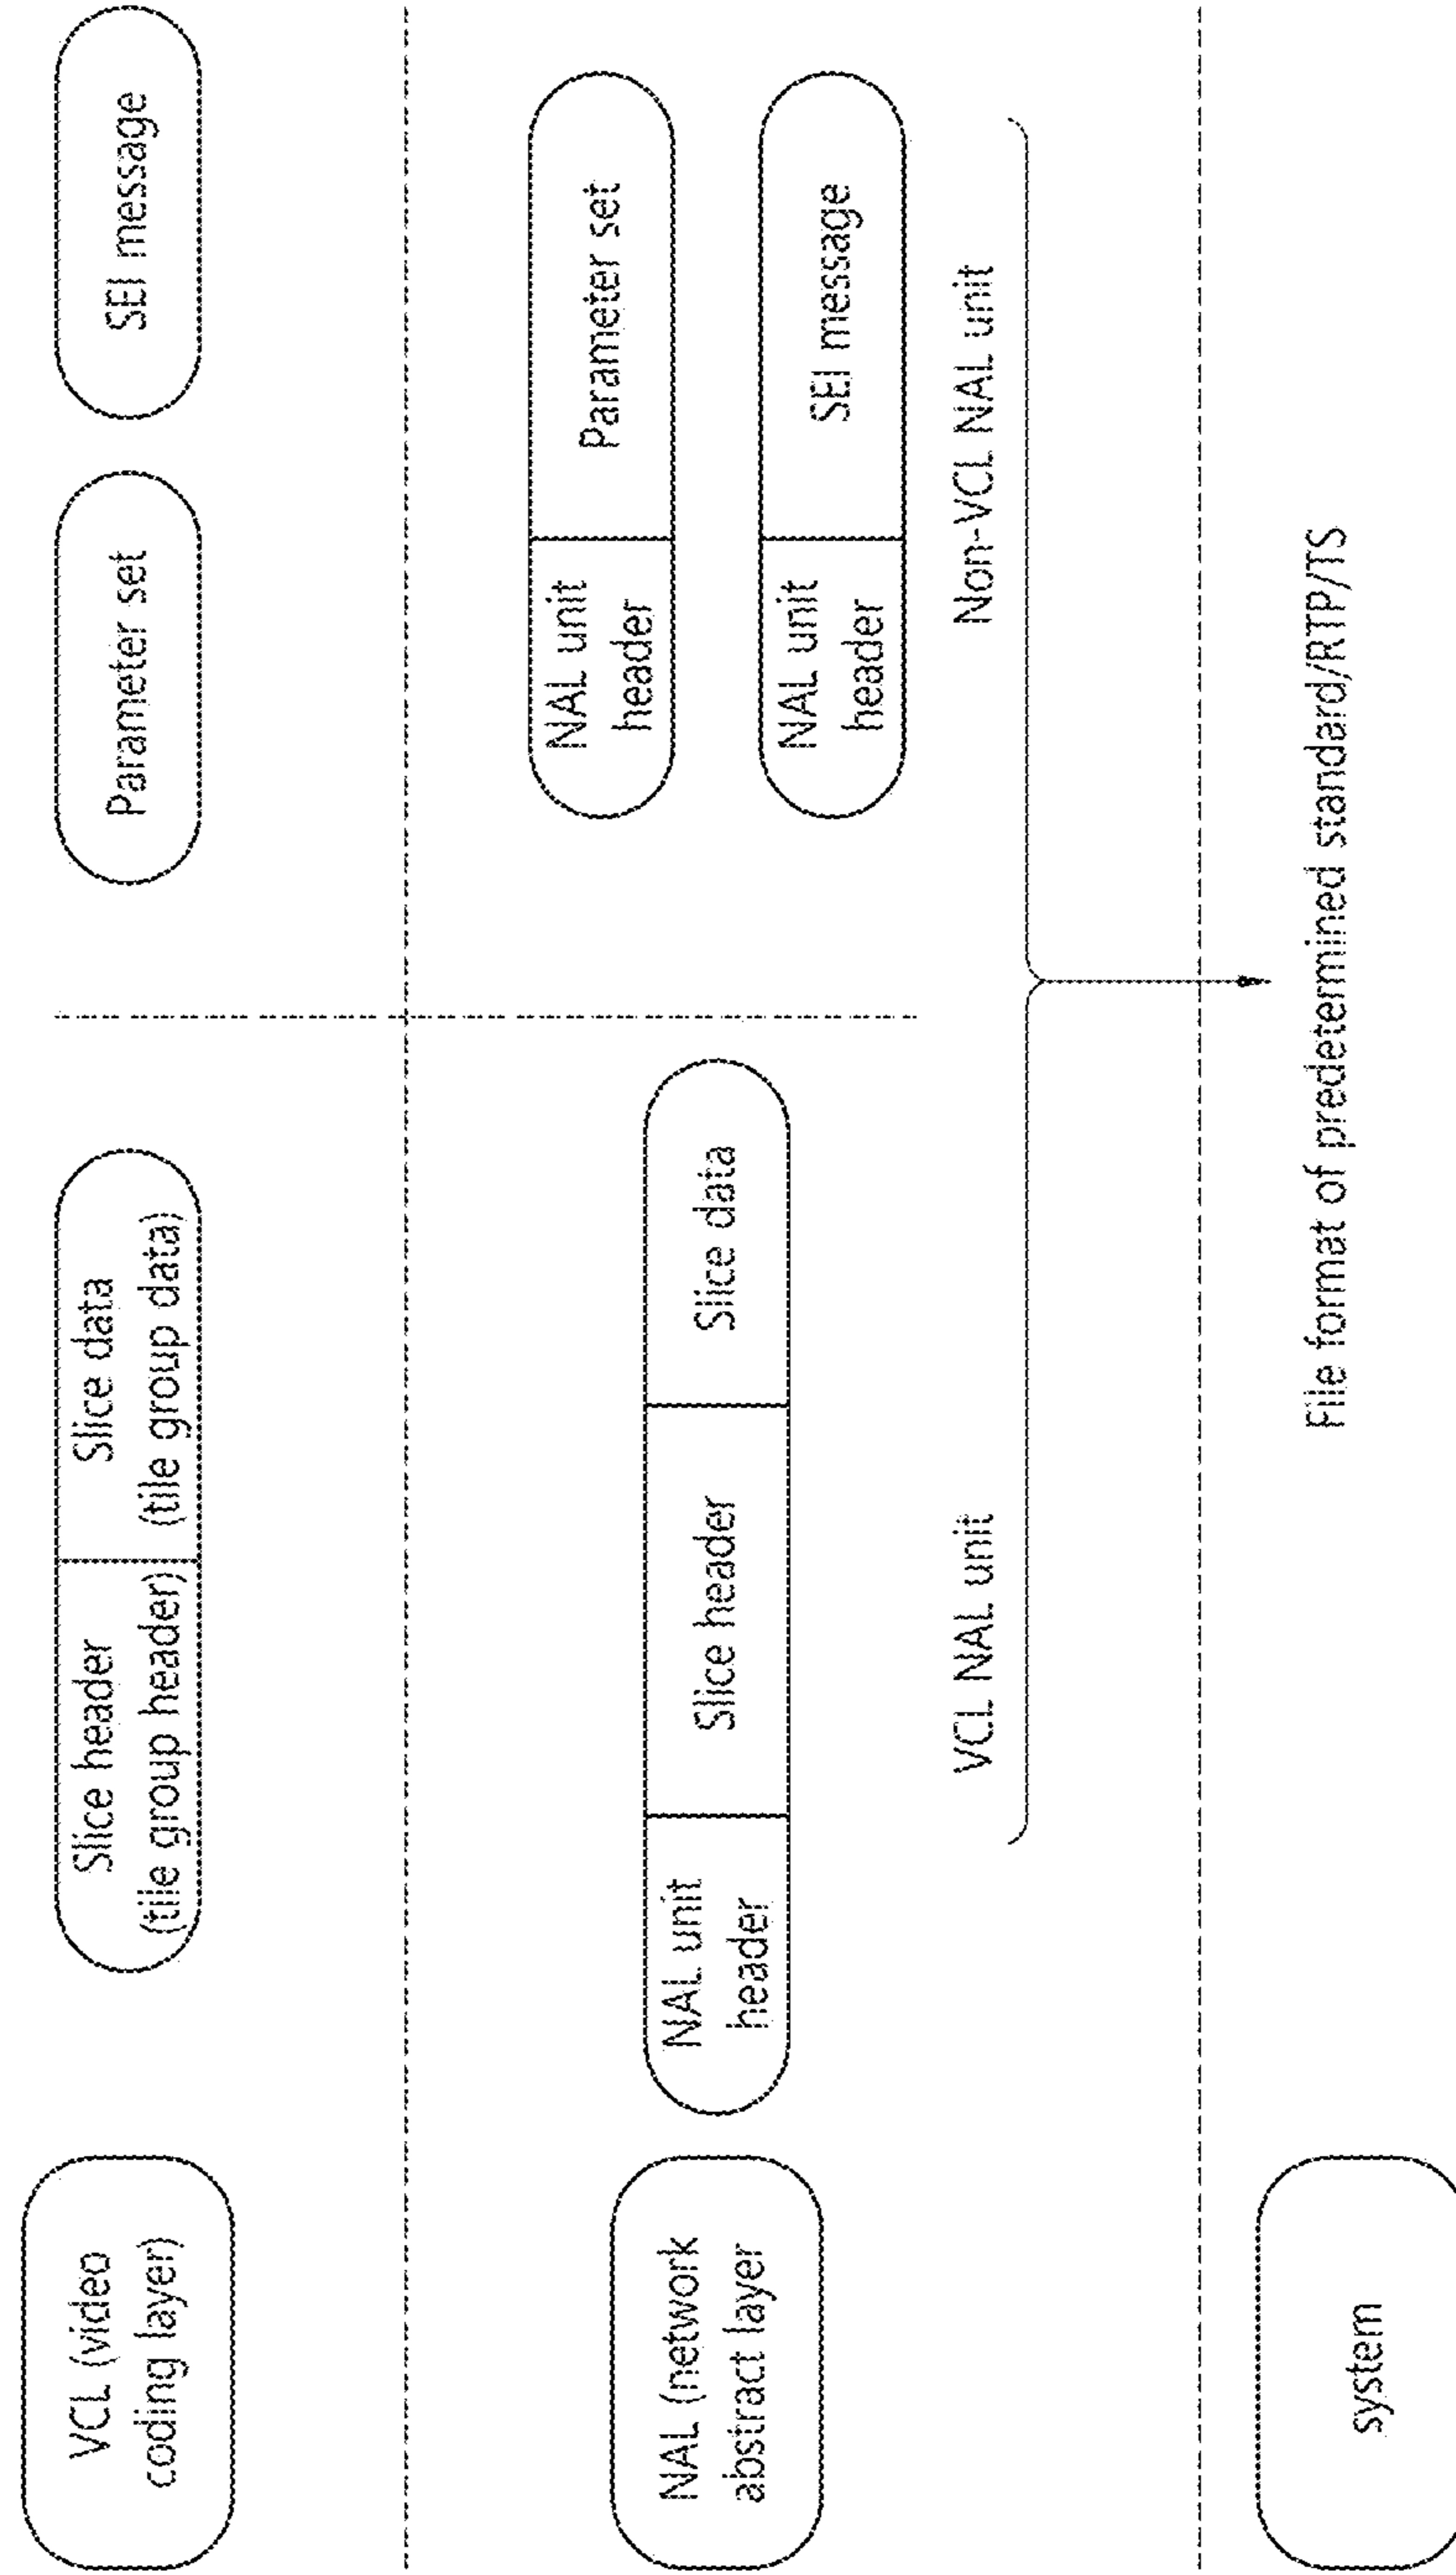 VCL (video
coding layer)
Slice header
(tile group header)
Slice data
(tile group data)
Parameter set
SEI message
NAL (network
abstract layer
NAL unit
header
Slice header
Slice data
NAL unit
header
Parameter set
NAL unit
header
SEI message
VCL NAL unit
Non-VCL NAL unit
system
File format of predetermined standard/RTP/TS